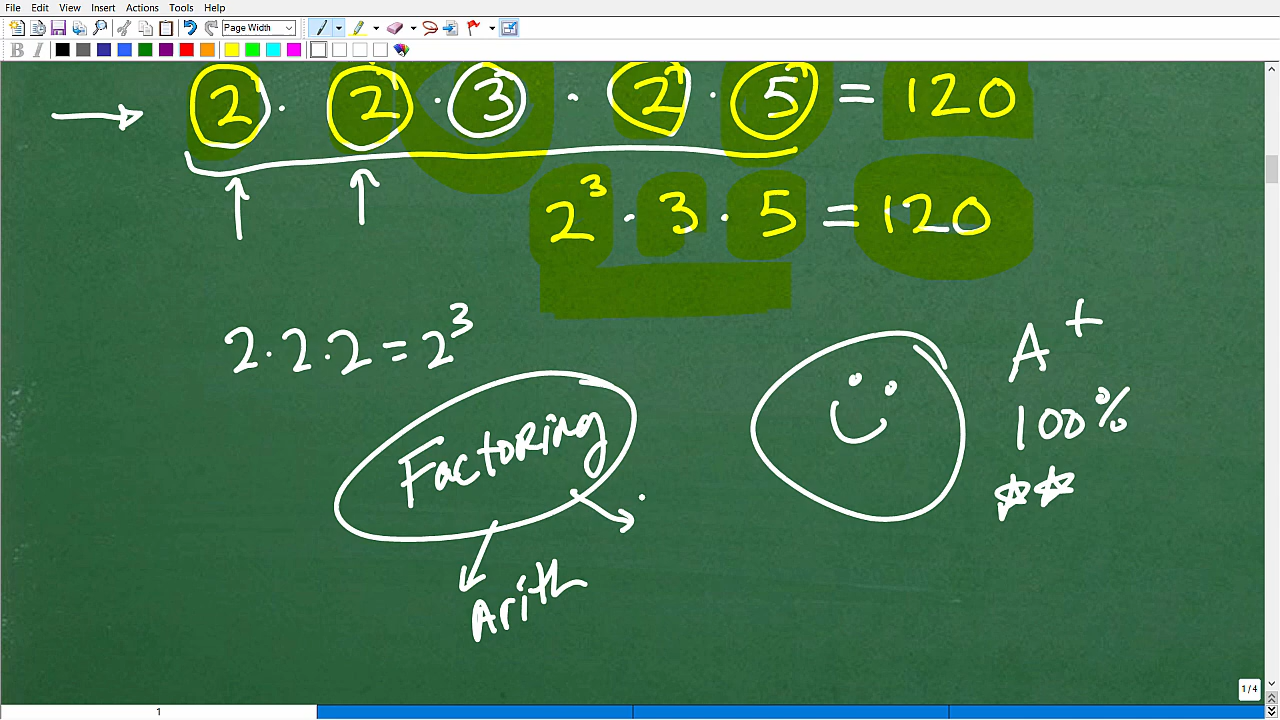 File Edit View Insert Actions Tools Help
Page Width
B I
2 · 2 · 3 · 2 · 5 = 120
2³ · 3 · 5 = 120
2·2·2 = 2³
A+
100%
Factoring
Arith
1/4
1